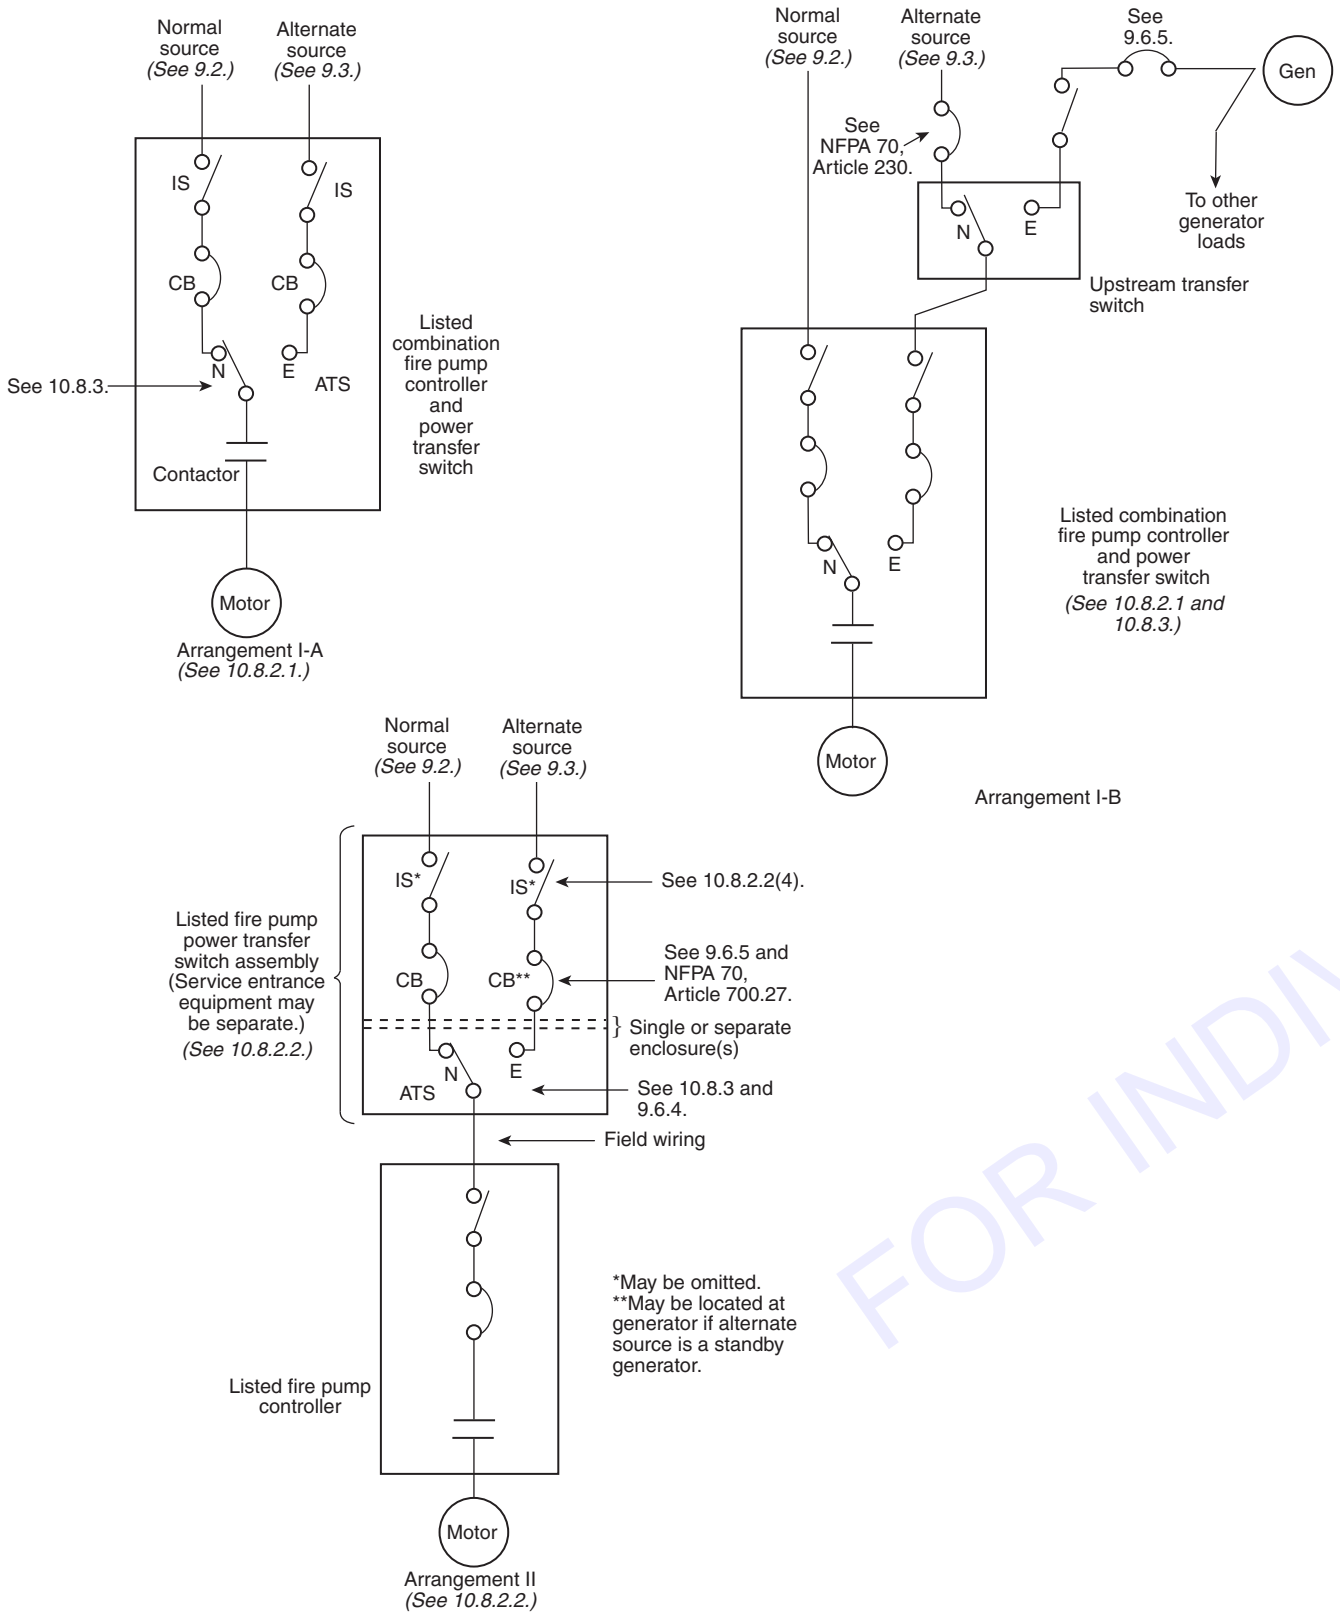 Normal
source
(See 9.2.)
Alternate
source
(See 9.3.)
IS
IS
CB
CB
N
E
ATS
See 10.8.3.
Contactor
Listed
combination
fire pump
controller
and
power
transfer
switch
Motor
Arrangement I-A
(See 10.8.2.1.)
Normal
source
(See 9.2.)
Alternate
source
(See 9.3.)
See
9.6.5.
Gen
See
NFPA 70,
Article 230.
N
E
To other
generator
loads
Upstream transfer
switch
N
E
Listed combination
fire pump controller
and power
transfer switch
(See 10.8.2.1 and
10.8.3.)
Motor
Arrangement I-B
Normal
source
(See 9.2.)
Alternate
source
(See 9.3.)
IS*
IS*
See 10.8.2.2(4).
Listed fire pump
power transfer
switch assembly
(Service entrance
equipment may
be separate.)
(See 10.8.2.2.)
CB
CB**
See 9.6.5 and
NFPA 70,
Article 700.27.
Single or separate
enclosure(s)
N
E
ATS
See 10.8.3 and
9.6.4.
Field wiring
*May be omitted.
**May be located at
generator if alternate
source is a standby
generator.
Listed fire pump
controller
Motor
Arrangement II
(See 10.8.2.2.)
FOR INDIV